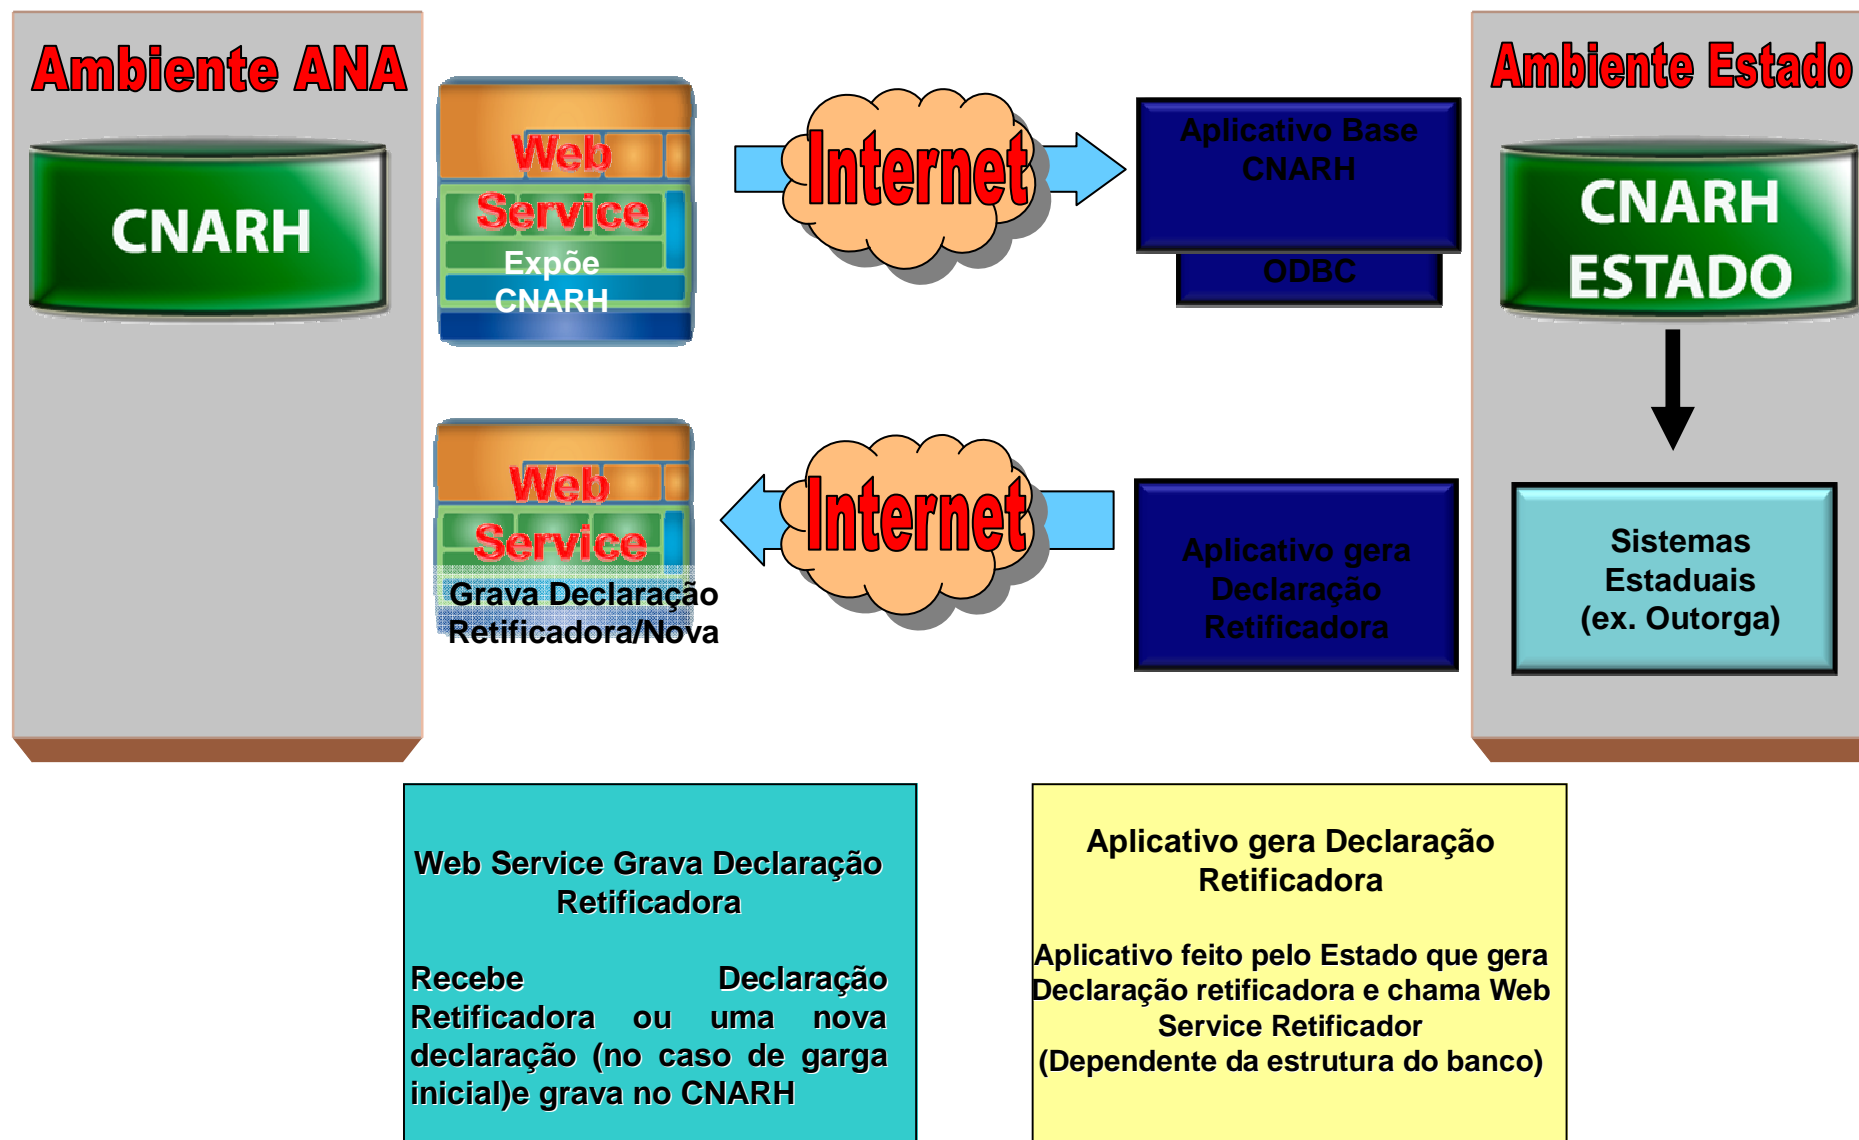 Ambiente ANA
CNARH
Web
Service
Expõe
CNARH
Internet
Aplicativo Base
CNARH
ODBC
Ambiente Estado
CNARH
ESTADO
Web
Service
Grava Declaração
Retificadora/Nova
Internet
Aplicativo gera
Declaração
Retificadora
Sistemas
Estaduais
(ex. Outorga)
Web Service Grava Declaração
Retificadora
Recebe Declaração
Retificadora ou uma nova
declaração (no caso de garga
inicial)e grava no CNARH
Aplicativo gera Declaração
Retificadora
Aplicativo feito pelo Estado que gera
Declaração retificadora e chama Web
Service Retificador
(Dependente da estrutura do banco)